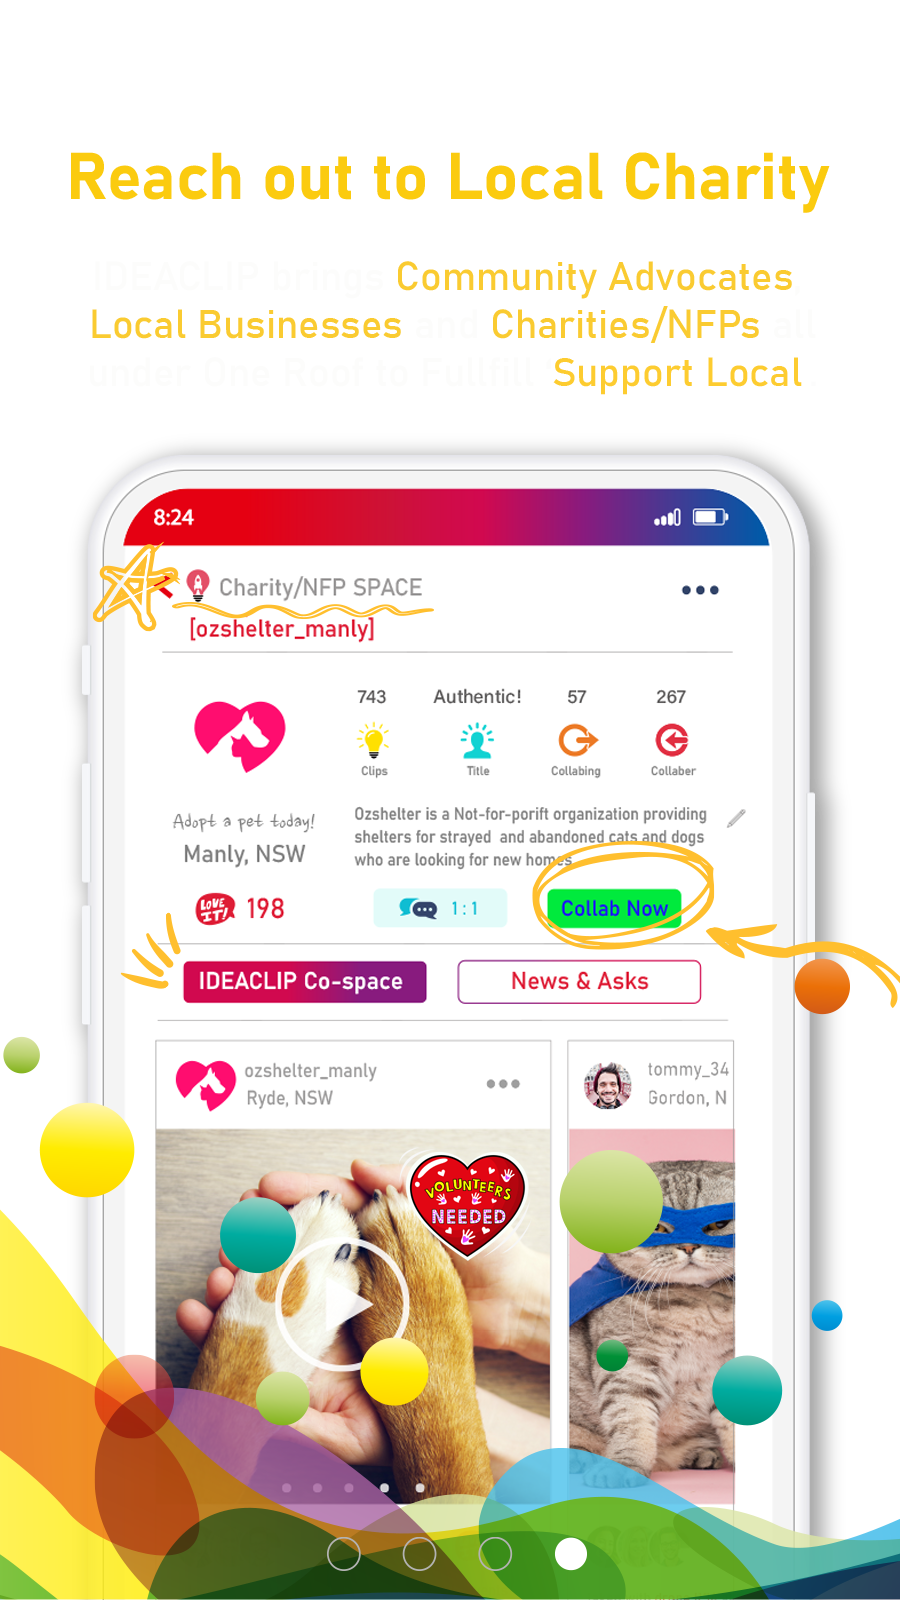 Reach out to Local Charity
IDEACLIP brings Community Advocates
Local Businesses and Charities/NFPs all
under One Roof to Fullfill Support Local
8:24
Charity/NFP SPACE
[ozshelter_manly]
743 Authentic! 57 267
Clips Title Collabing Collaber
Adopt a pet today!
Manly, NSW
Ozshelter is a Not-for-porift organization providing
shelters for strayed and abandoned cats and dogs
who are looking for new homes
LOVE IT! 198
1 : 1
Collab Now
IDEACLIP Co-space
News & Asks
ozshelter_manly
Ryde, NSW
tommy_34
Gordon, N
VOLUNTEERS
NEEDED